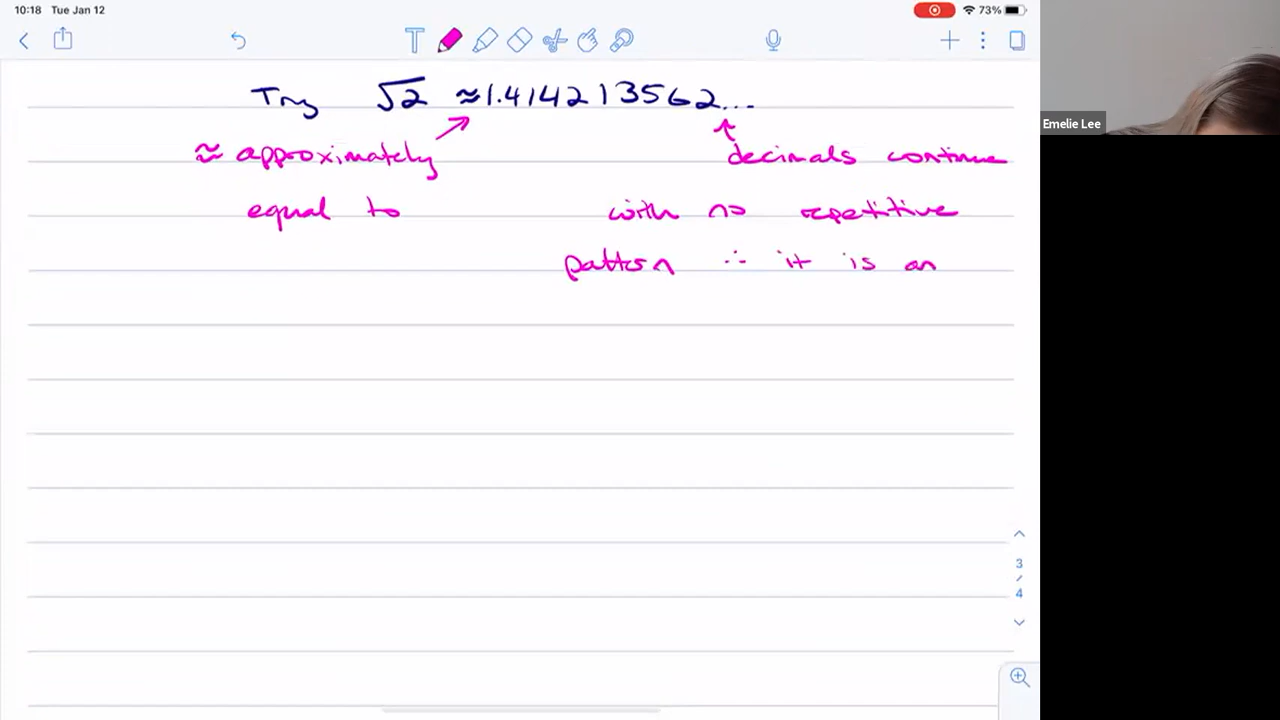 10:18 Tue Jan 12
73%
T
Emelie Lee
Try √2 ≈1.414213562...
≈ approximately decimals continue
equal to with no repetitive
pattern ∴ it is an
3
4